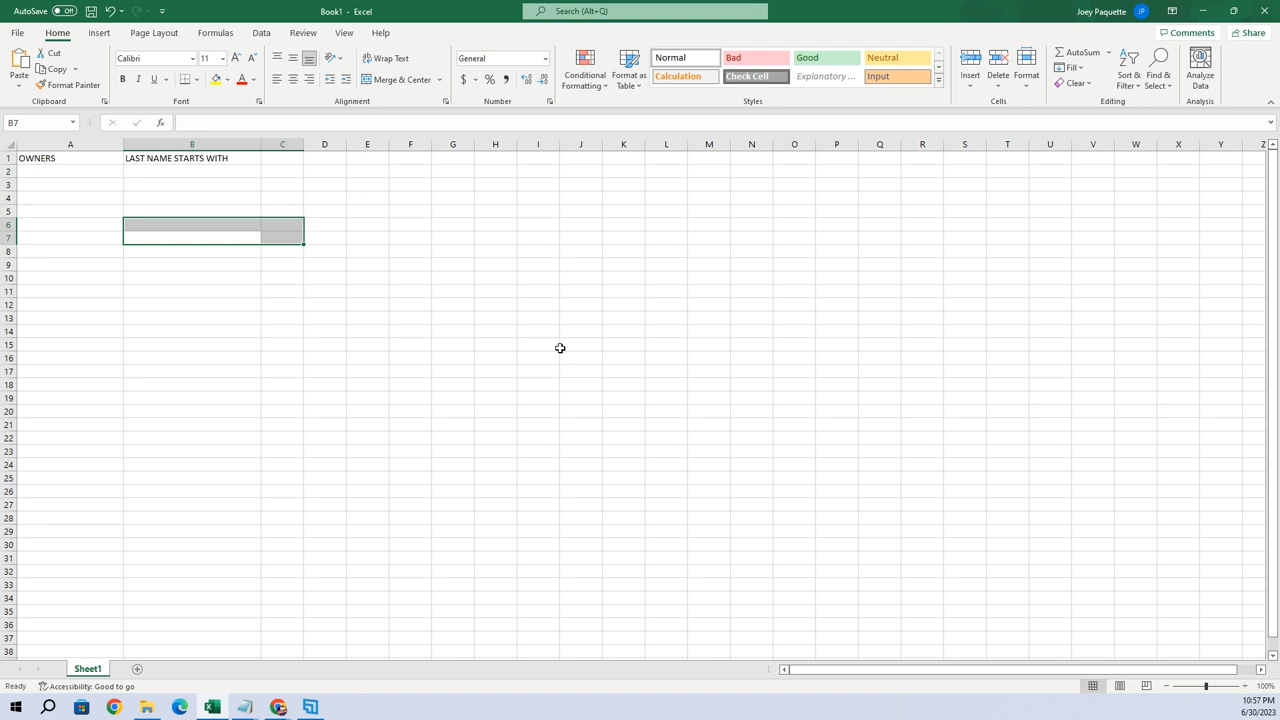 AutoSave Off Book1 - Excel Search (Alt+Q) Joey Paquette JP
File Home Insert Page Layout Formulas Data Review View Help Comments Share
Paste Cut Copy Format Painter Clipboard
Calibri 11 A A B I U A Font
Wrap Text Merge & Center Alignment
General $ % , Number
Conditional Formatting Format as Table
Normal Bad Good Neutral
Calculation Check Cell Explanatory ... Input
Styles
Insert Delete Format Cells
AutoSum Fill Clear Sort & Filter Find & Select Editing
Analyze Data Analysis
B7 fx
A B C D E F G H I J K L M N O P Q R S T U V W X Y Z
1 OWNERS LAST NAME STARTS WITH
2
3
4
5
6
7
8
9
10
11
12
13
14
15
16
17
18
19
20
21
22
23
24
25
26
27
28
29
30
31
32
33
34
35
36
37
38
Sheet1
Ready Accessibility: Good to go 100%
10:57 PM
6/30/2023